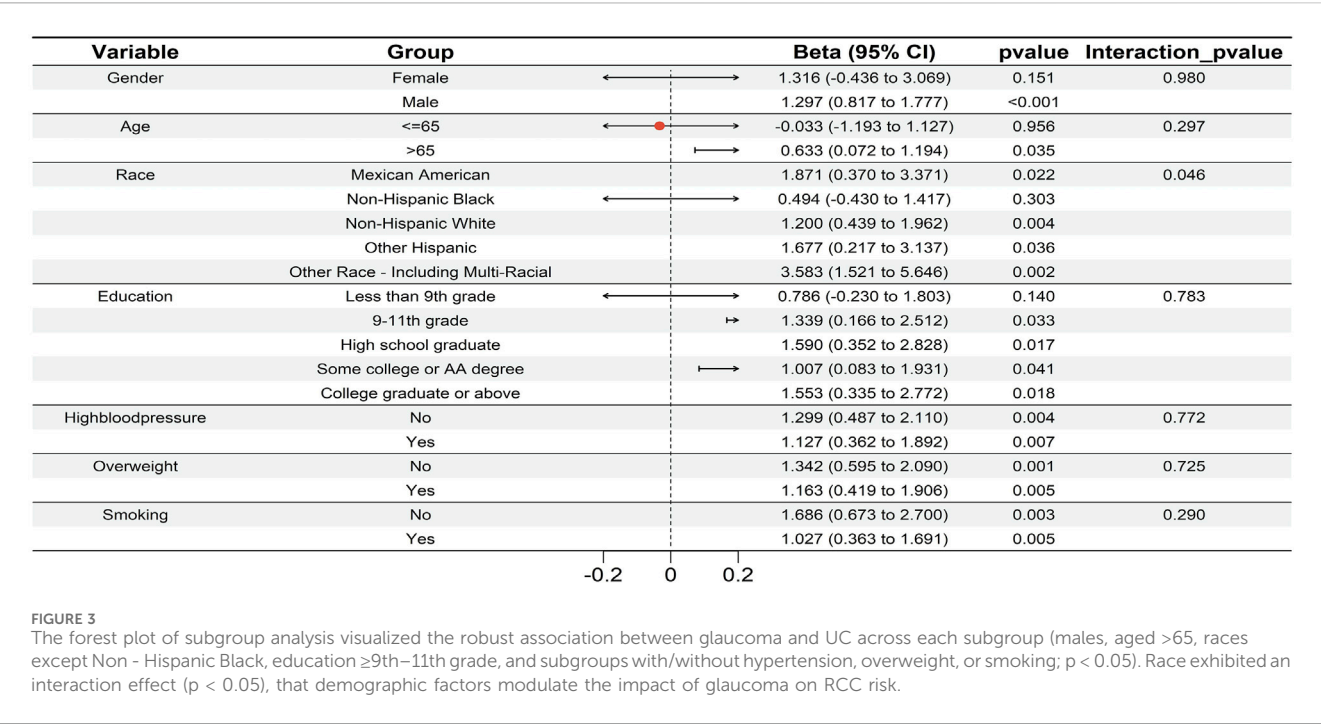 Variable Group Beta (95% CI) pvalue Interaction_pvalue
Gender Female 1.316 (-0.436 to 3.069) 0.151 0.980
Male 1.297 (0.817 to 1.777) <0.001
Age <=65 -0.033 (-1.193 to 1.127) 0.956 0.297
>65 0.633 (0.072 to 1.194) 0.035
Race Mexican American 1.871 (0.370 to 3.371) 0.022 0.046
Non-Hispanic Black 0.494 (-0.430 to 1.417) 0.303
Non-Hispanic White 1.200 (0.439 to 1.962) 0.004
Other Hispanic 1.677 (0.217 to 3.137) 0.036
Other Race - Including Multi-Racial 3.583 (1.521 to 5.646) 0.002
Education Less than 9th grade 0.786 (-0.230 to 1.803) 0.140 0.783
9-11th grade 1.339 (0.166 to 2.512) 0.033
High school graduate 1.590 (0.352 to 2.828) 0.017
Some college or AA degree 1.007 (0.083 to 1.931) 0.041
College graduate or above 1.553 (0.335 to 2.772) 0.018
Highbloodpressure No 1.299 (0.487 to 2.110) 0.004 0.772
Yes 1.127 (0.362 to 1.892) 0.007
Overweight No 1.342 (0.595 to 2.090) 0.001 0.725
Yes 1.163 (0.419 to 1.906) 0.005
Smoking No 1.686 (0.673 to 2.700) 0.003 0.290
Yes 1.027 (0.363 to 1.691) 0.005
-0.2 0 0.2
FIGURE 3
The forest plot of subgroup analysis visualized the robust association between glaucoma and UC across each subgroup (males, aged >65, races
except Non - Hispanic Black, education ≥9th–11th grade, and subgroups with/without hypertension, overweight, or smoking; p < 0.05). Race exhibited an
interaction effect (p < 0.05), that demographic factors modulate the impact of glaucoma on RCC risk.